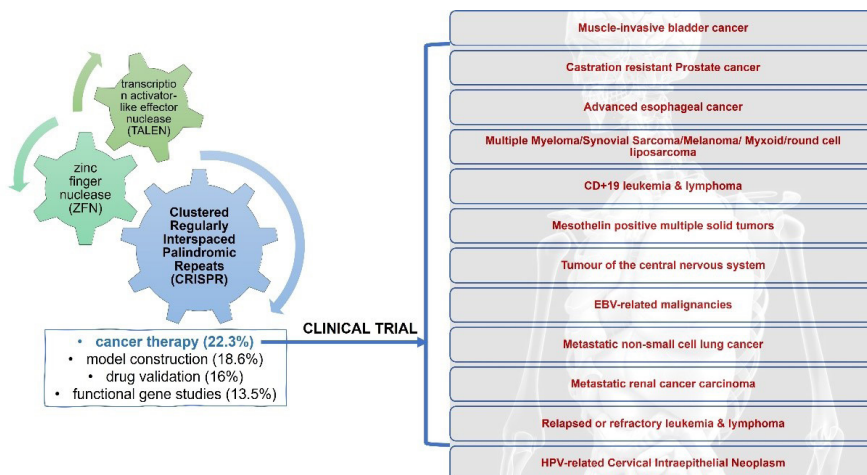 transcriptio
n activator-
like effector
nuclease
(TALEN)
zinc
finger
nuclease
(ZFN)
Clustered
Regularly
Interspaced
Palindromic
Repeats
(CRISPR)
• cancer therapy (22.3%)
• model construction (18.6%)
• drug validation (16%)
• functional gene studies (13.5%)
CLINICAL TRIAL
Muscle-invasive bladder cancer
Castration resistant Prostate cancer
Advanced esophageal cancer
Multiple Myeloma/Synovial Sarcoma/Melanoma/ Myxoid/round cell
liposarcoma
CD+19 leukemia & lymphoma
Mesothelin positive multiple solid tumors
Tumour of the central nervous system
EBV-related malignancies
Metastatic non-small cell lung cancer
Metastatic renal cancer carcinoma
Relapsed or refractory leukemia & lymphoma
HPV-related Cervical Intraepithelial Neoplasm